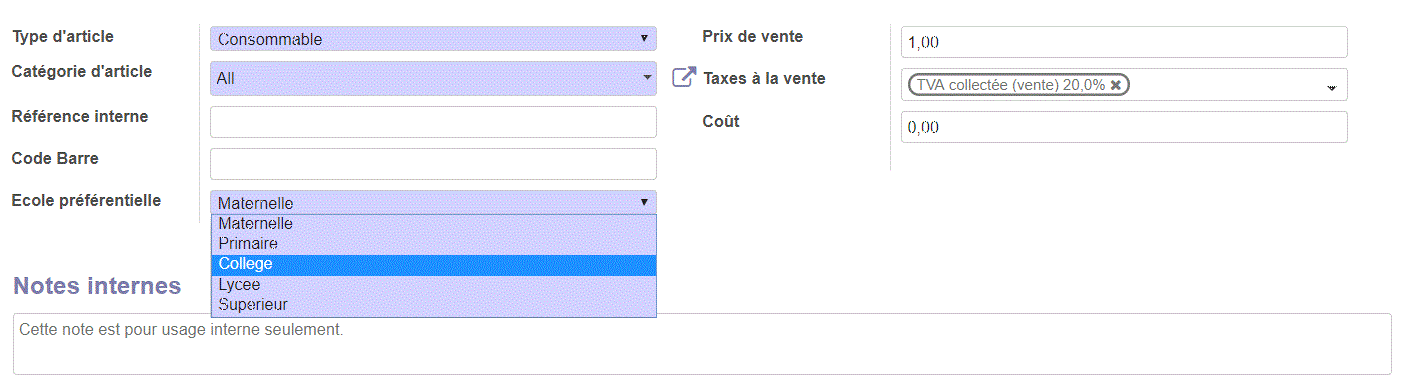 Type d'article
Consommable
Catégorie d'article
All
Référence interne
Code Barre
Ecole préférentielle
Maternelle
Maternelle
Primaire
College
Lycee
Superieur
Prix de vente
1,00
Taxes à la vente
TVA collectée (vente) 20,0%
Coût
0,00
Notes internes
Cette note est pour usage interne seulement.